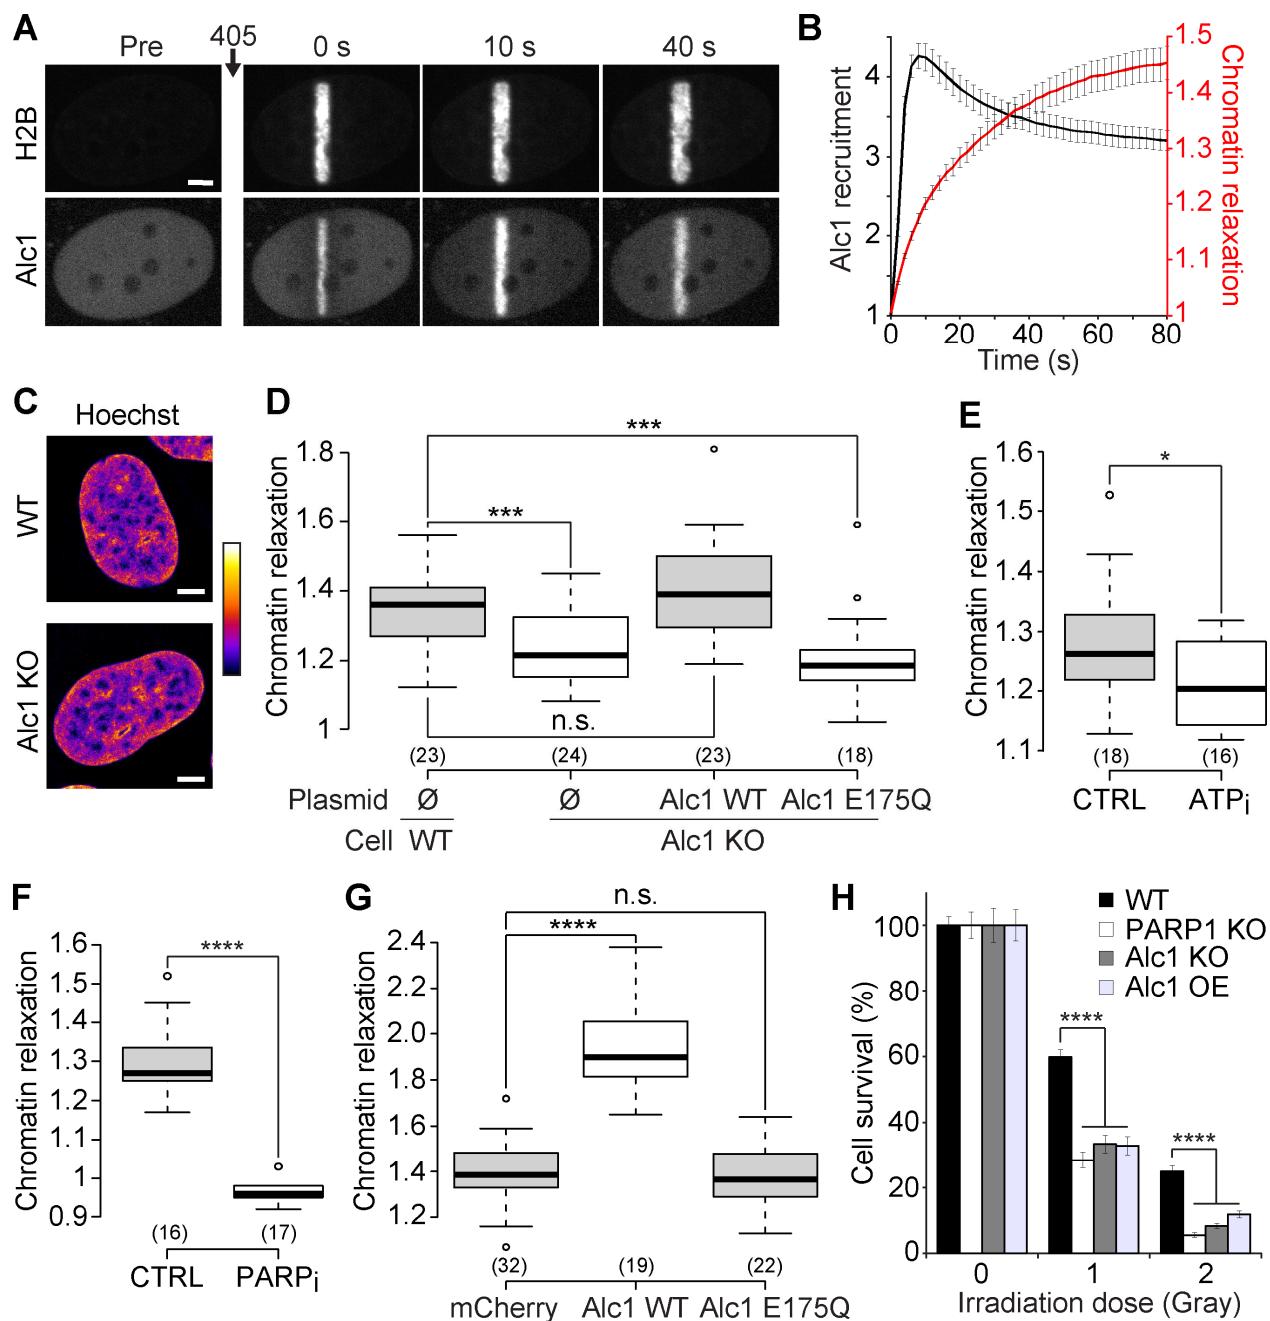 A
Pre
405
0 s
10 s
40 s
H2B
Alc1
B
Alc1 recruitment
4
3
2
1
1.5
1.4
1.3
1.2
1.1
1
Chromatin relaxation
0 20 40 60 80
Time (s)
C
Hoechst
WT
Alc1 KO
D
Chromatin relaxation
1.8
1.6
1.4
1.2
1
***
***
n.s.
(23) (24) (23) (18)
Plasmid Ø Ø Alc1 WT Alc1 E175Q
Cell WT Alc1 KO
E
Chromatin relaxation
1.6
1.5
1.4
1.3
1.2
1.1
*
(18) (16)
CTRL ATPi
F
Chromatin relaxation
1.6
1.5
1.4
1.3
1.2
1.1
1
0.9
****
(16) (17)
CTRL PARPi
G
Chromatin relaxation
2.4
2.2
2.0
1.8
1.6
1.4
1.2
n.s.
****
(32) (19) (22)
mCherry Alc1 WT Alc1 E175Q
H
Cell survival (%)
100
80
60
40
20
0
WT
PARP1 KO
Alc1 KO
Alc1 OE
****
****
0 1 2
Irradiation dose (Gray)